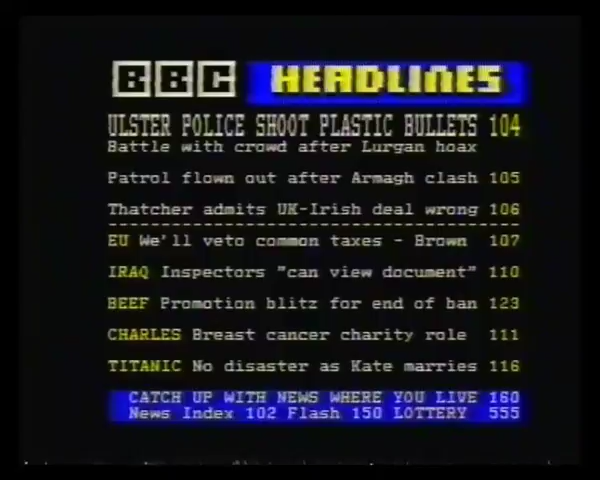 BBC HEADLINES
ULSTER POLICE SHOOT PLASTIC BULLETS 104
Battle with crowd after Lurgan hoax
Patrol flown out after Armagh clash 105
Thatcher admits UK-Irish deal wrong 106
EU We'll veto common taxes - Brown 107
IRAQ Inspectors "can view document" 110
BEEF Promotion blitz for end of ban 123
CHARLES Breast cancer charity role 111
TITANIC No disaster as Kate marries 116
CATCH UP WITH NEWS WHERE YOU LIVE 160
News Index 102 Flash 150 LOTTERY 555